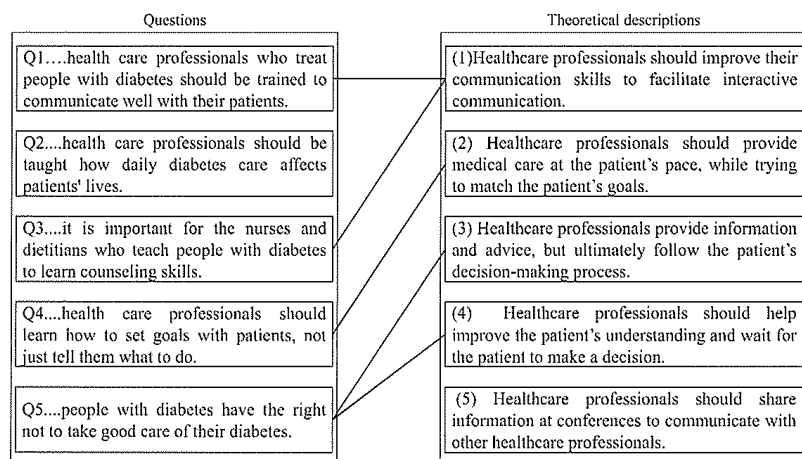 Questions
Q1....health care professionals who treat
people with diabetes should be trained to
communicate well with their patients.
Q2....health care professionals should be
taught how daily diabetes care affects
patients' lives.
Q3....it is important for the nurses and
dietitians who teach people with diabetes
to learn counseling skills.
Q4....health care professionals should
learn how to set goals with patients, not
just tell them what to do.
Q5....people with diabetes have the right
not to take good care of their diabetes.
Theoretical descriptions
(1)Healthcare professionals should improve their
communication skills to facilitate interactive
communication.
(2) Healthcare professionals should provide
medical care at the patient's pace, while trying
to match the patient's goals.
(3) Healthcare professionals provide information
and advice, but ultimately follow the patient's
decision-making process.
(4) Healthcare professionals should help
improve the patient's understanding and wait for
the patient to make a decision.
(5) Healthcare professionals should share
information at conferences to communicate with
other healthcare professionals.